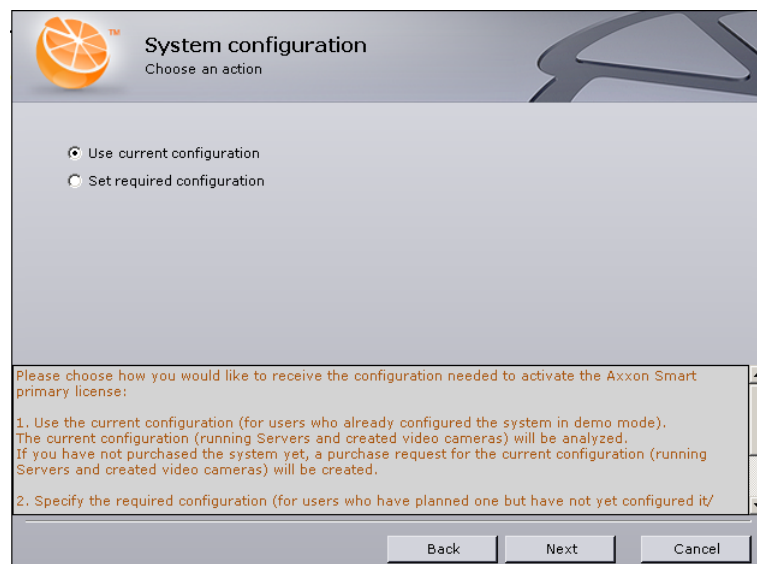 TM
System configuration
Choose an action
Use current configuration
Set required configuration
Please choose how you would like to receive the configuration needed to activate the Axxon Smart
primary license:
1. Use the current configuration (for users who already configured the system in demo mode).
The current configuration (running Servers and created video cameras) will be analyzed.
If you have not purchased the system yet, a purchase request for the current configuration (running
Servers and created video cameras) will be created.
2. Specify the required configuration (for users who have planned one but have not yet configured it/
Back
Next
Cancel